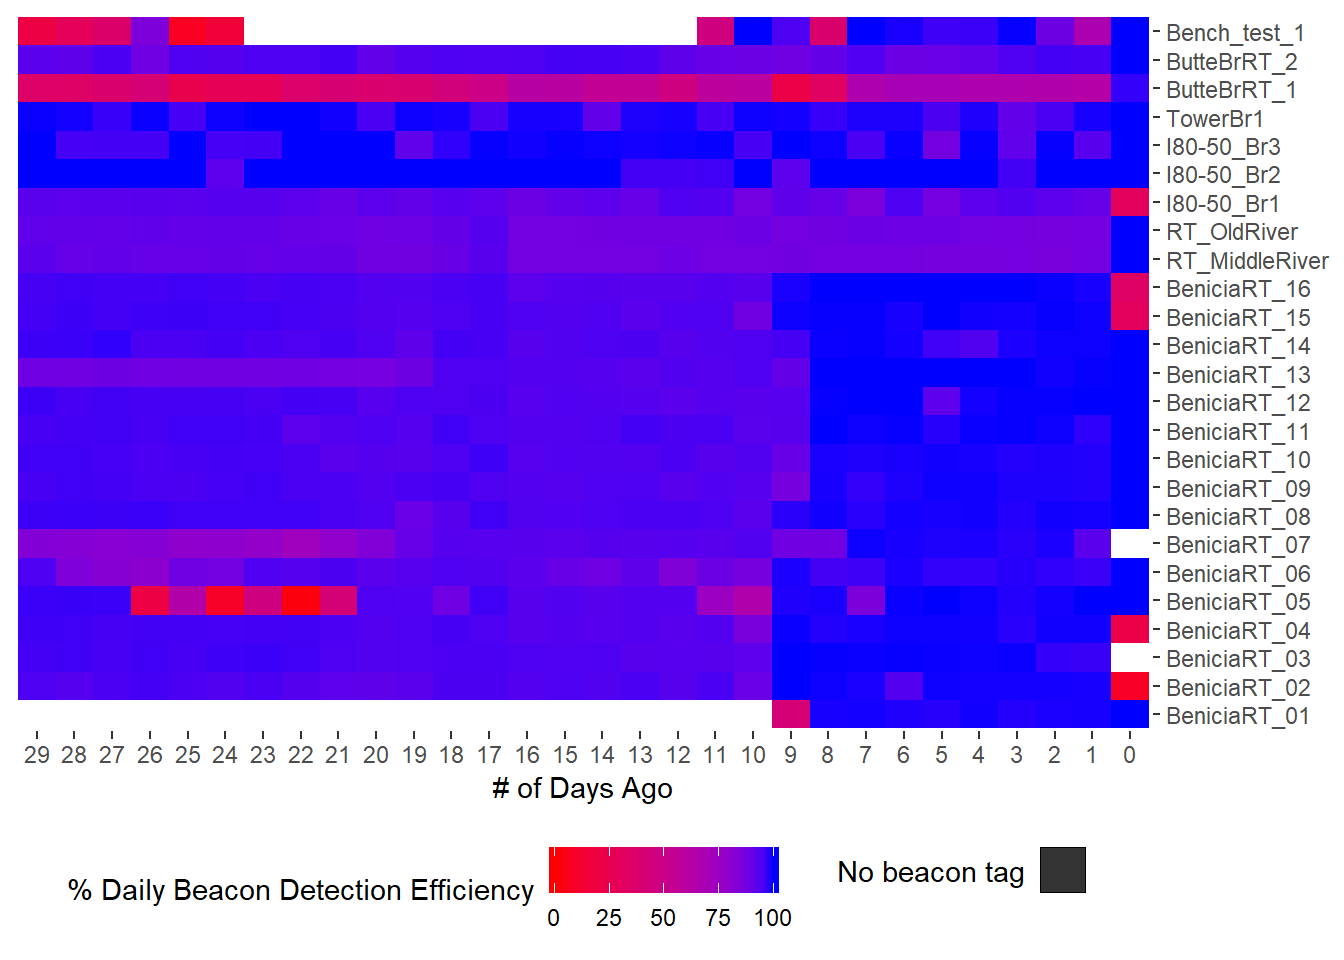 Bench_test_1
ButteBrRT_2
ButteBrRT_1
TowerBr1
I80-50_Br3
I80-50_Br2
I80-50_Br1
RT_OldRiver
RT_MiddleRiver
BeniciaRT_16
BeniciaRT_15
BeniciaRT_14
BeniciaRT_13
BeniciaRT_12
BeniciaRT_11
BeniciaRT_10
BeniciaRT_09
BeniciaRT_08
BeniciaRT_07
BeniciaRT_06
BeniciaRT_05
BeniciaRT_04
BeniciaRT_03
BeniciaRT_02
BeniciaRT_01
29 28 27 26 25 24 23 22 21 20 19 18 17 16 15 14 13 12 11 10 9 8 7 6 5 4 3 2 1 0
# of Days Ago
% Daily Beacon Detection Efficiency
0 25 50 75 100
No beacon tag